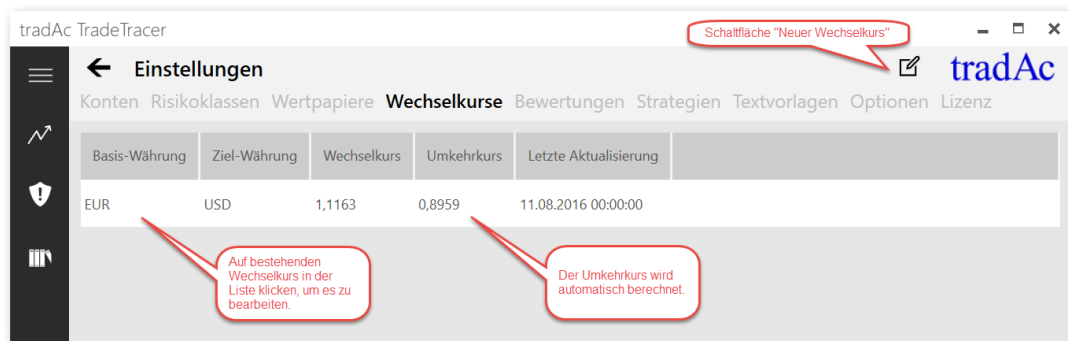 tradAc TradeTracer
Schaltfläche "Neuer Wechselkurs"
Einstellungen
tradAc
Konten Risikoklassen Wertpapiere Wechselkurse Bewertungen Strategien Textvorlagen Optionen Lizenz
Basis-Währung Ziel-Währung Wechselkurs Umkehrkurs Letzte Aktualisierung
EUR USD 1,1163 0,8959 11.08.2016 00:00:00
Auf bestehenden
Wechselkurs in der
Liste klicken, um es zu
bearbeiten.
Der Umkehrkurs wird
automatisch berechnet.